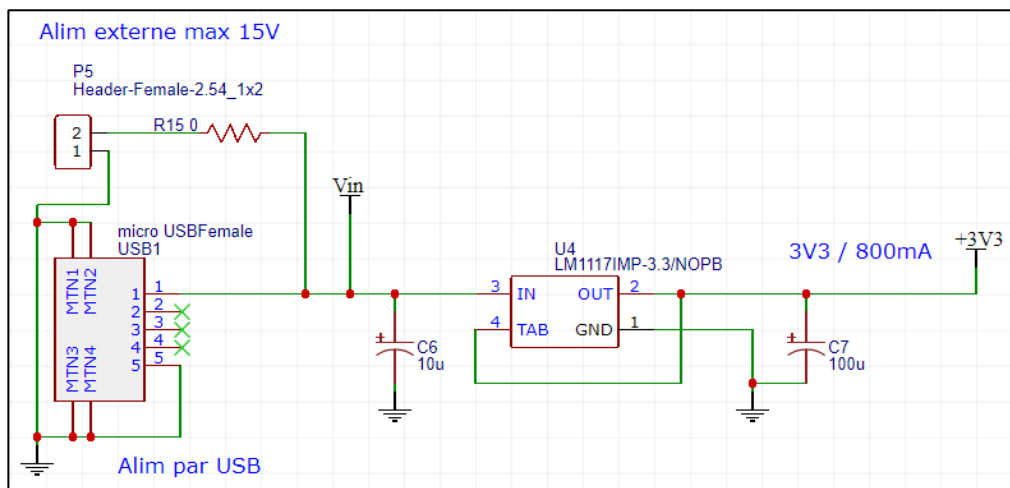 Alim externe max 15V
P5
Header-Female-2.54_1x2
2
1
R15 0
Vin
micro USBFemale
USB1
MTN1
MTN2
MTN3
MTN4
1 1
2 2
3 3
4 4
5 5
C6
10u
U4
LM1117IMP-3.3/NOPB
3 IN OUT 2
4 TAB GND 1
3V3 / 800mA
+3V3
C7
100u
Alim par USB